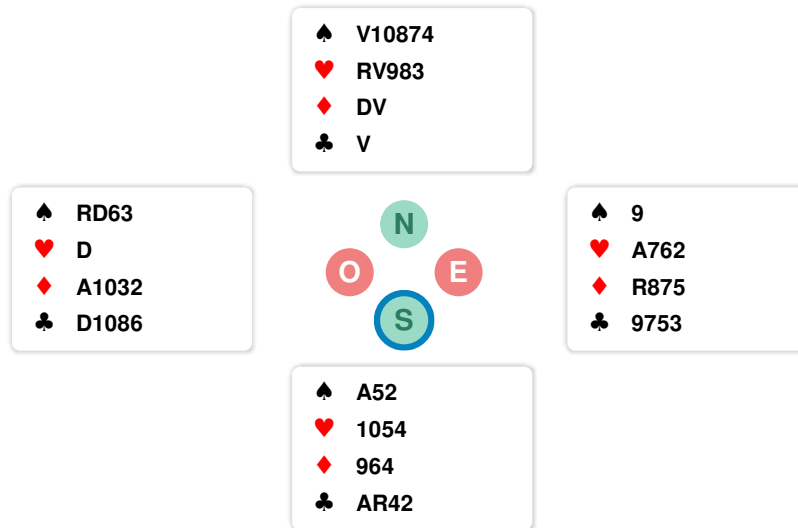 ♠ V10874
♥ RV983
♦ DV
♣ V
♠ RD63
♥ D
♦ A1032
♣ D1086
N
O E
S
♠ 9
♥ A762
♦ R875
♣ 9753
♠ A52
♥ 1054
♦ 964
♣ AR42